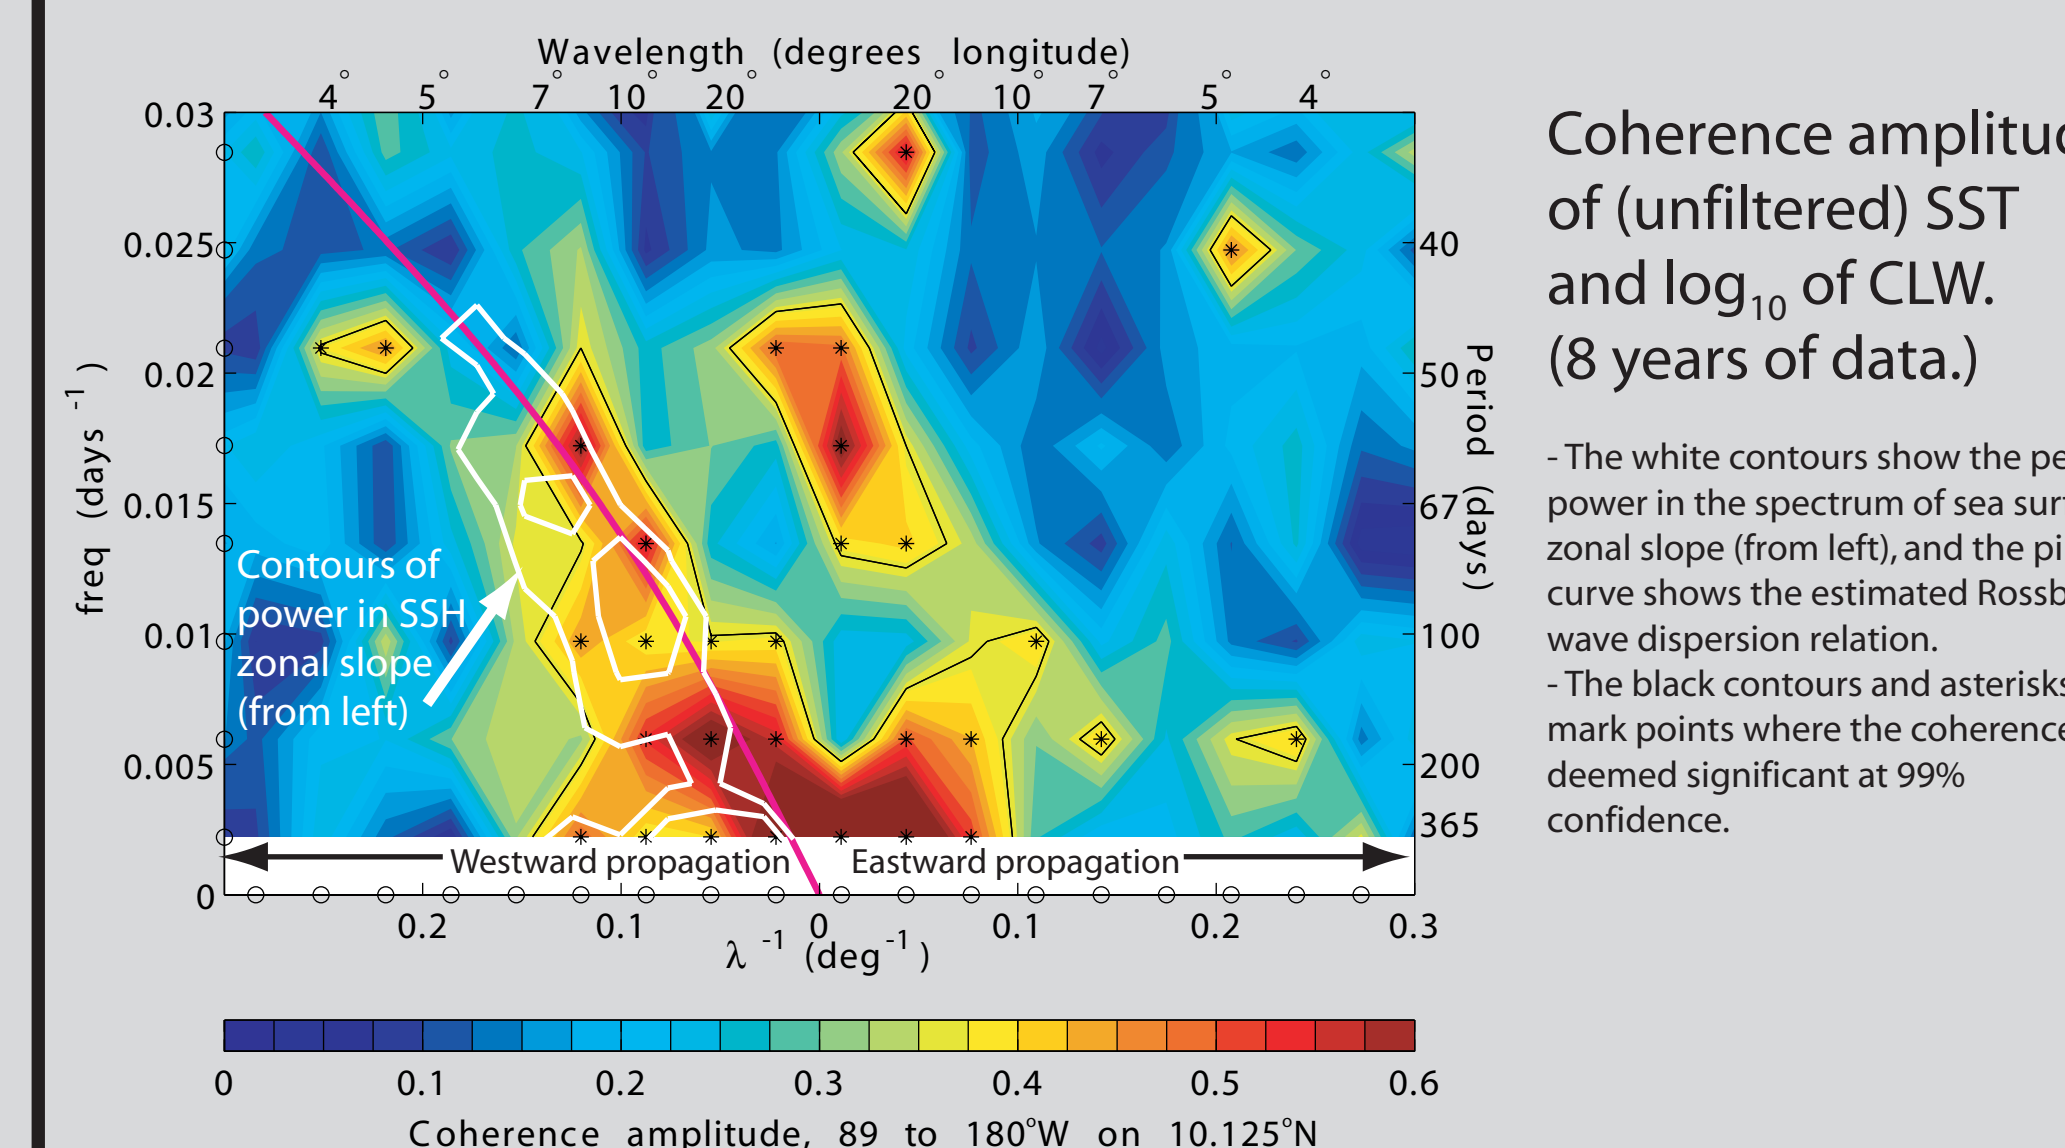 Wavelength (degrees longitude)
4° 5° 7° 10° 20° 20° 10° 7° 5° 4°
0.03
0.025
0.02
0.015
0.01
0.005
0
freq (days⁻¹)
40
50
67
100
200
365
Period (days)
Contours of
power in SSH
zonal slope
(from left)
Westward propagation Eastward propagation
0.2 0.1 0 0.1 0.2 0.3
λ⁻¹ (deg⁻¹)
0 0.1 0.2 0.3 0.4 0.5 0.6
Coherence amplitude, 89 to 180°W on 10.125°N
Coherence
of (unfiltered) SST
and log₁₀ of CLW.
(8 years of data.)
- The white contours show the
power in the spectrum of sea
zonal slope (from left), and the
curve shows the estimated
wave dispersion relation.
- The black contours and asterisks
mark points where the coherence
deemed significant at 99%
confidence.